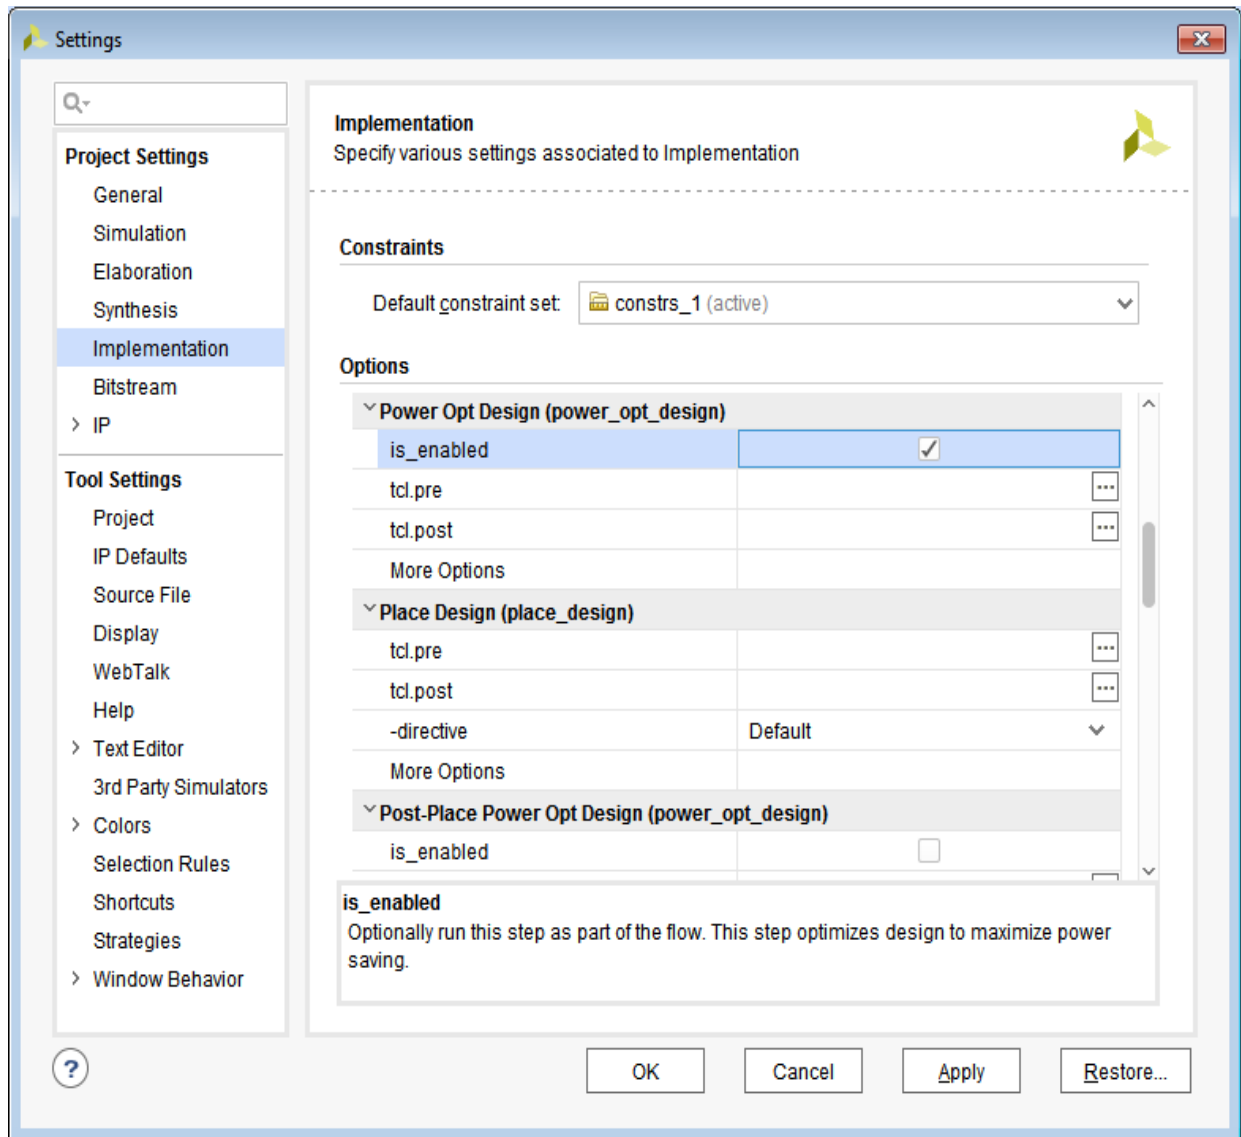 Settings
Project Settings
General
Simulation
Elaboration
Synthesis
Implementation
Bitstream
IP
Tool Settings
Project
IP Defaults
Source File
Display
WebTalk
Help
Text Editor
3rd Party Simulators
Colors
Selection Rules
Shortcuts
Strategies
Window Behavior
Implementation
Specify various settings associated to Implementation
Constraints
Default constraint set: constrs_1 (active)
Options
Power Opt Design (power_opt_design)
is_enabled
tcl.pre
tcl.post
More Options
Place Design (place_design)
tcl.pre
tcl.post
-directive Default
More Options
Post-Place Power Opt Design (power_opt_design)
is_enabled
is_enabled
Optionally run this step as part of the flow. This step optimizes design to maximize power
saving.
? OK Cancel Apply Restore...